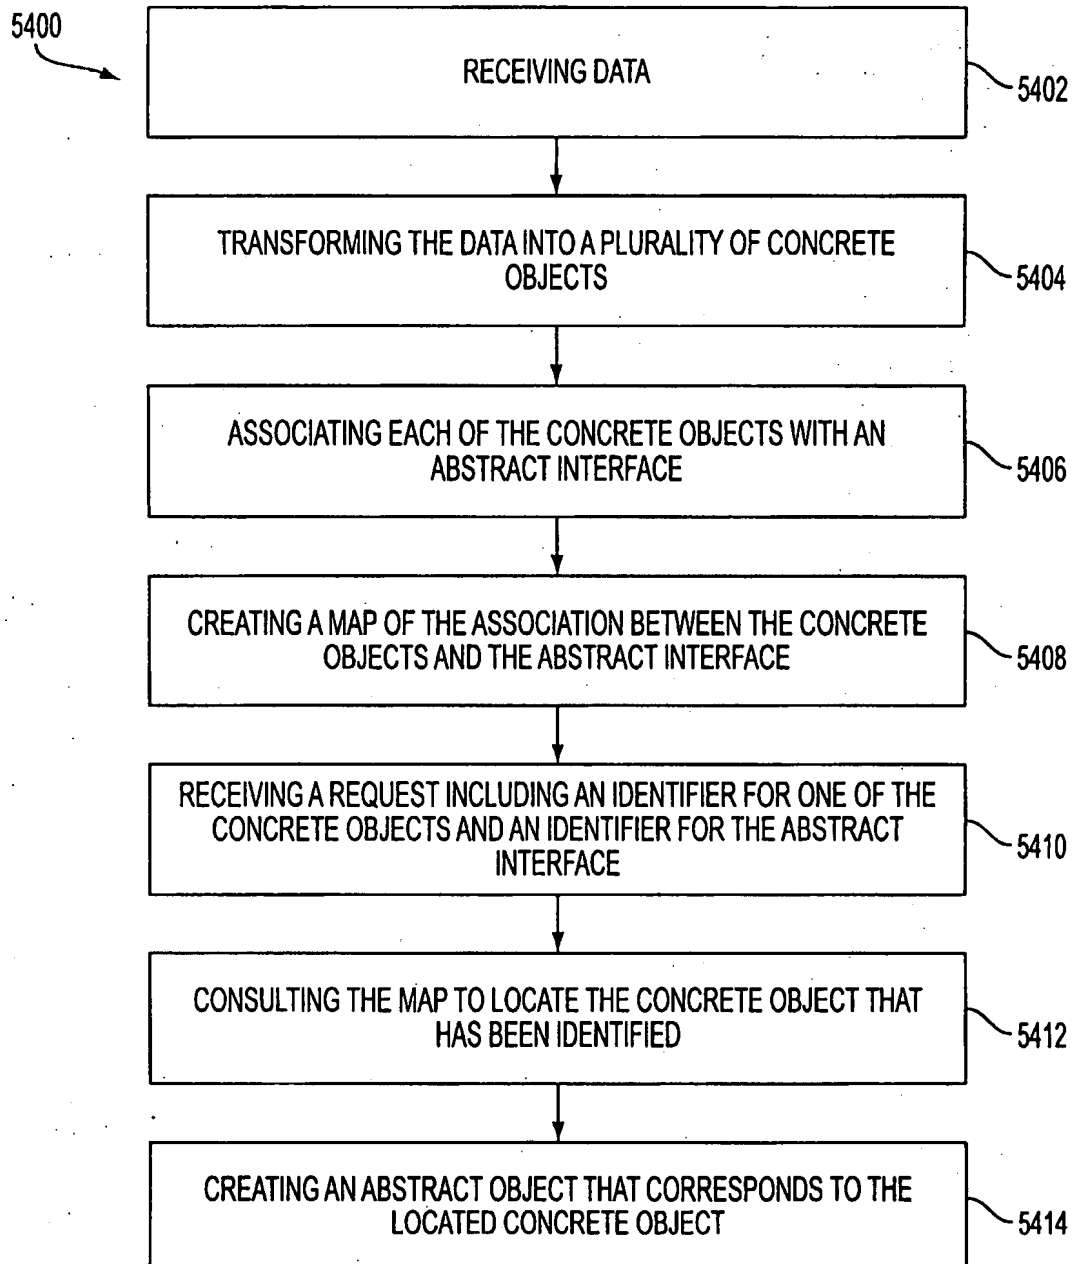 5400
RECEIVING DATA
5402
TRANSFORMING THE DATA INTO A PLURALITY OF CONCRETE
OBJECTS
5404
ASSOCIATING EACH OF THE CONCRETE OBJECTS WITH AN
ABSTRACT INTERFACE
5406
CREATING A MAP OF THE ASSOCIATION BETWEEN THE CONCRETE
OBJECTS AND THE ABSTRACT INTERFACE
5408
RECEIVING A REQUEST INCLUDING AN IDENTIFIER FOR ONE OF THE
CONCRETE OBJECTS AND AN IDENTIFIER FOR THE ABSTRACT
INTERFACE
5410
CONSULTING THE MAP TO LOCATE THE CONCRETE OBJECT THAT
HAS BEEN IDENTIFIED
5412
CREATING AN ABSTRACT OBJECT THAT CORRESPONDS TO THE
LOCATED CONCRETE OBJECT
5414